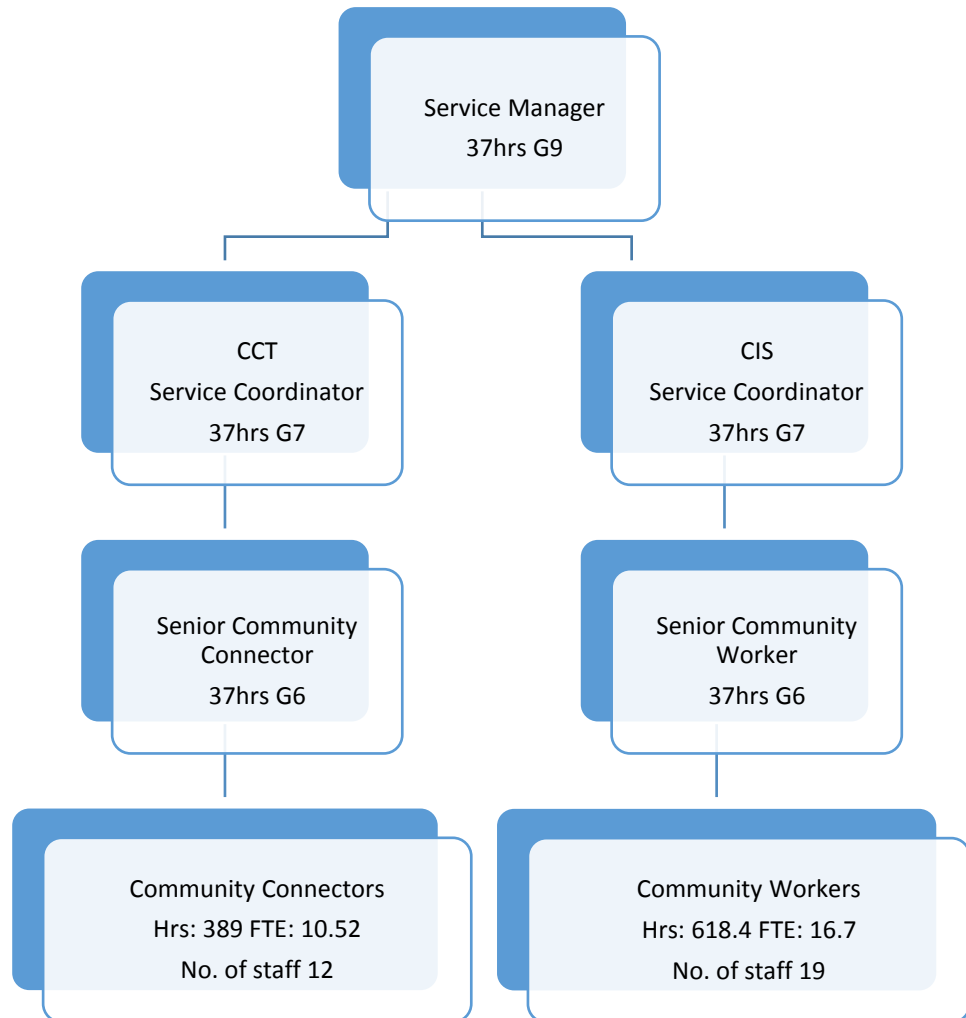 Service Manager
37hrs G9
CCT
Service Coordinator
37hrs G7
CIS
Service Coordinator
37hrs G7
Senior Community
Connector
37hrs G6
Senior Community
Worker
37hrs G6
Community Connectors
Hrs: 389 FTE: 10.52
No. of staff 12
Community Workers
Hrs: 618.4 FTE: 16.7
No. of staff 19